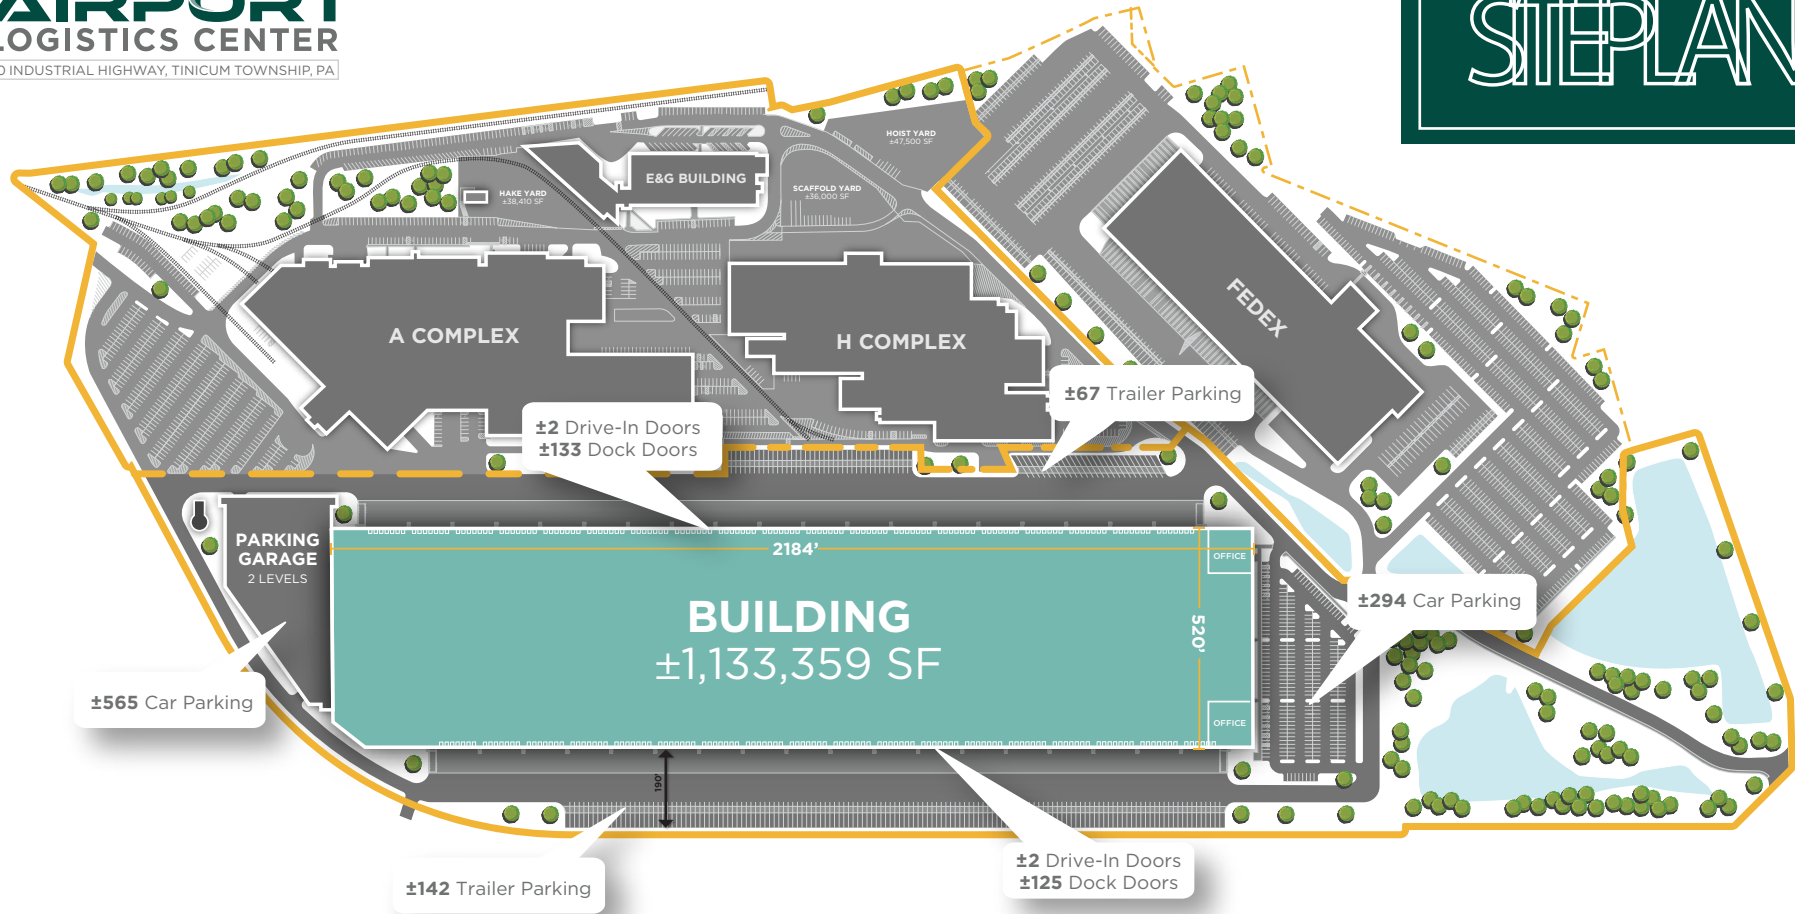 AIRPORT
LOGISTICS CENTER
0 INDUSTRIAL HIGHWAY, TINICUM TOWNSHIP, PA
SITE PLAN
HOIST YARD
±47,500 SF
E&G BUILDING
HAKE YARD
±38,410 SF
SCAFFOLD YARD
±36,000 SF
A COMPLEX
H COMPLEX
FEDEX
±67 Trailer Parking
±2 Drive-In Doors
±133 Dock Doors
PARKING
GARAGE
2 LEVELS
2184'
OFFICE
520'
BUILDING
±1,133,359 SF
±294 Car Parking
±565 Car Parking
OFFICE
190'
±142 Trailer Parking
±2 Drive-In Doors
±125 Dock Doors